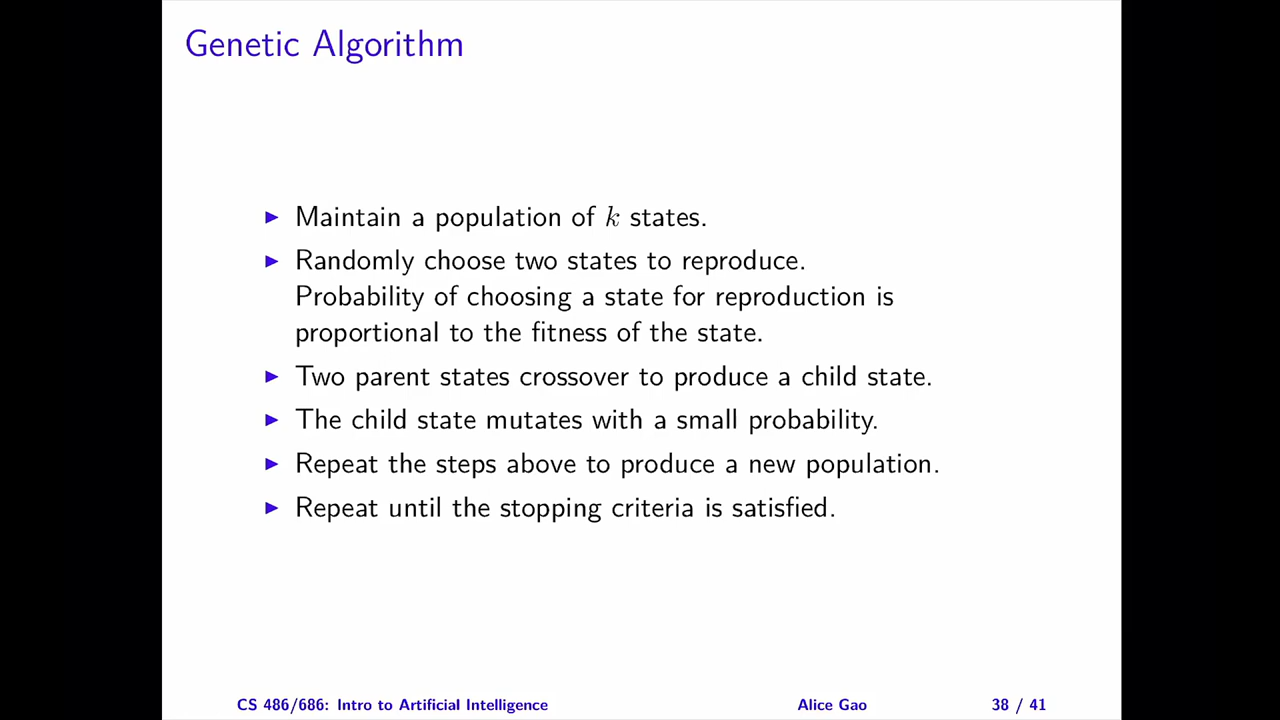 Genetic Algorithm
▶ Maintain a population of k states.
▶ Randomly choose two states to reproduce.
Probability of choosing a state for reproduction is
proportional to the fitness of the state.
▶ Two parent states crossover to produce a child state.
▶ The child state mutates with a small probability.
▶ Repeat the steps above to produce a new population.
▶ Repeat until the stopping criteria is satisfied.
CS 486/686: Intro to Artificial Intelligence Alice Gao 38 / 41